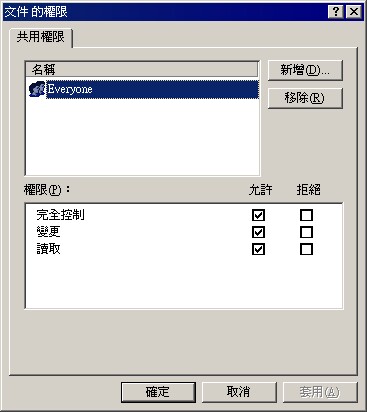 文件 的權限
共用權限
名稱
新增(D)...
Everyone
移除(R)
權限(P)： 允許 拒絕
完全控制
變更
讀取
確定 取消 套用(A)